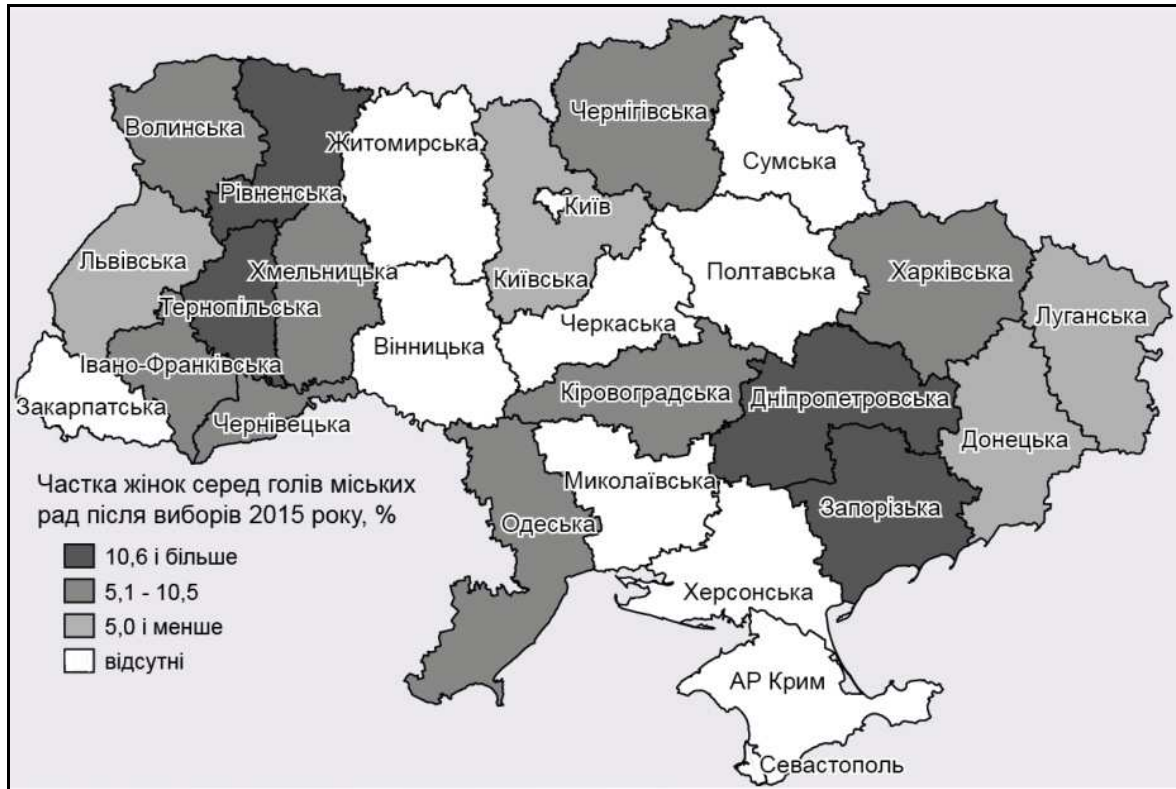 Чернігівська
Волинська
Житомирська
Сумська
Рівненська
Київ
Львівська
Хмельницька
Київська
Полтавська
Харківська
Тернопільська
Луганська
Черкаська
Вінницька
Івано-Франківська
Кіровоградська
Дніпропетровська
Закарпатська
Чернівецька
Донецька
Миколаївська
Частка жінок серед голів міських
рад після виборів 2015 року, %
Запорізька
Одеська
10,6 і більше
5,1 - 10,5
5,0 і менше
відсутні
Херсонська
АР Крим
Севастополь